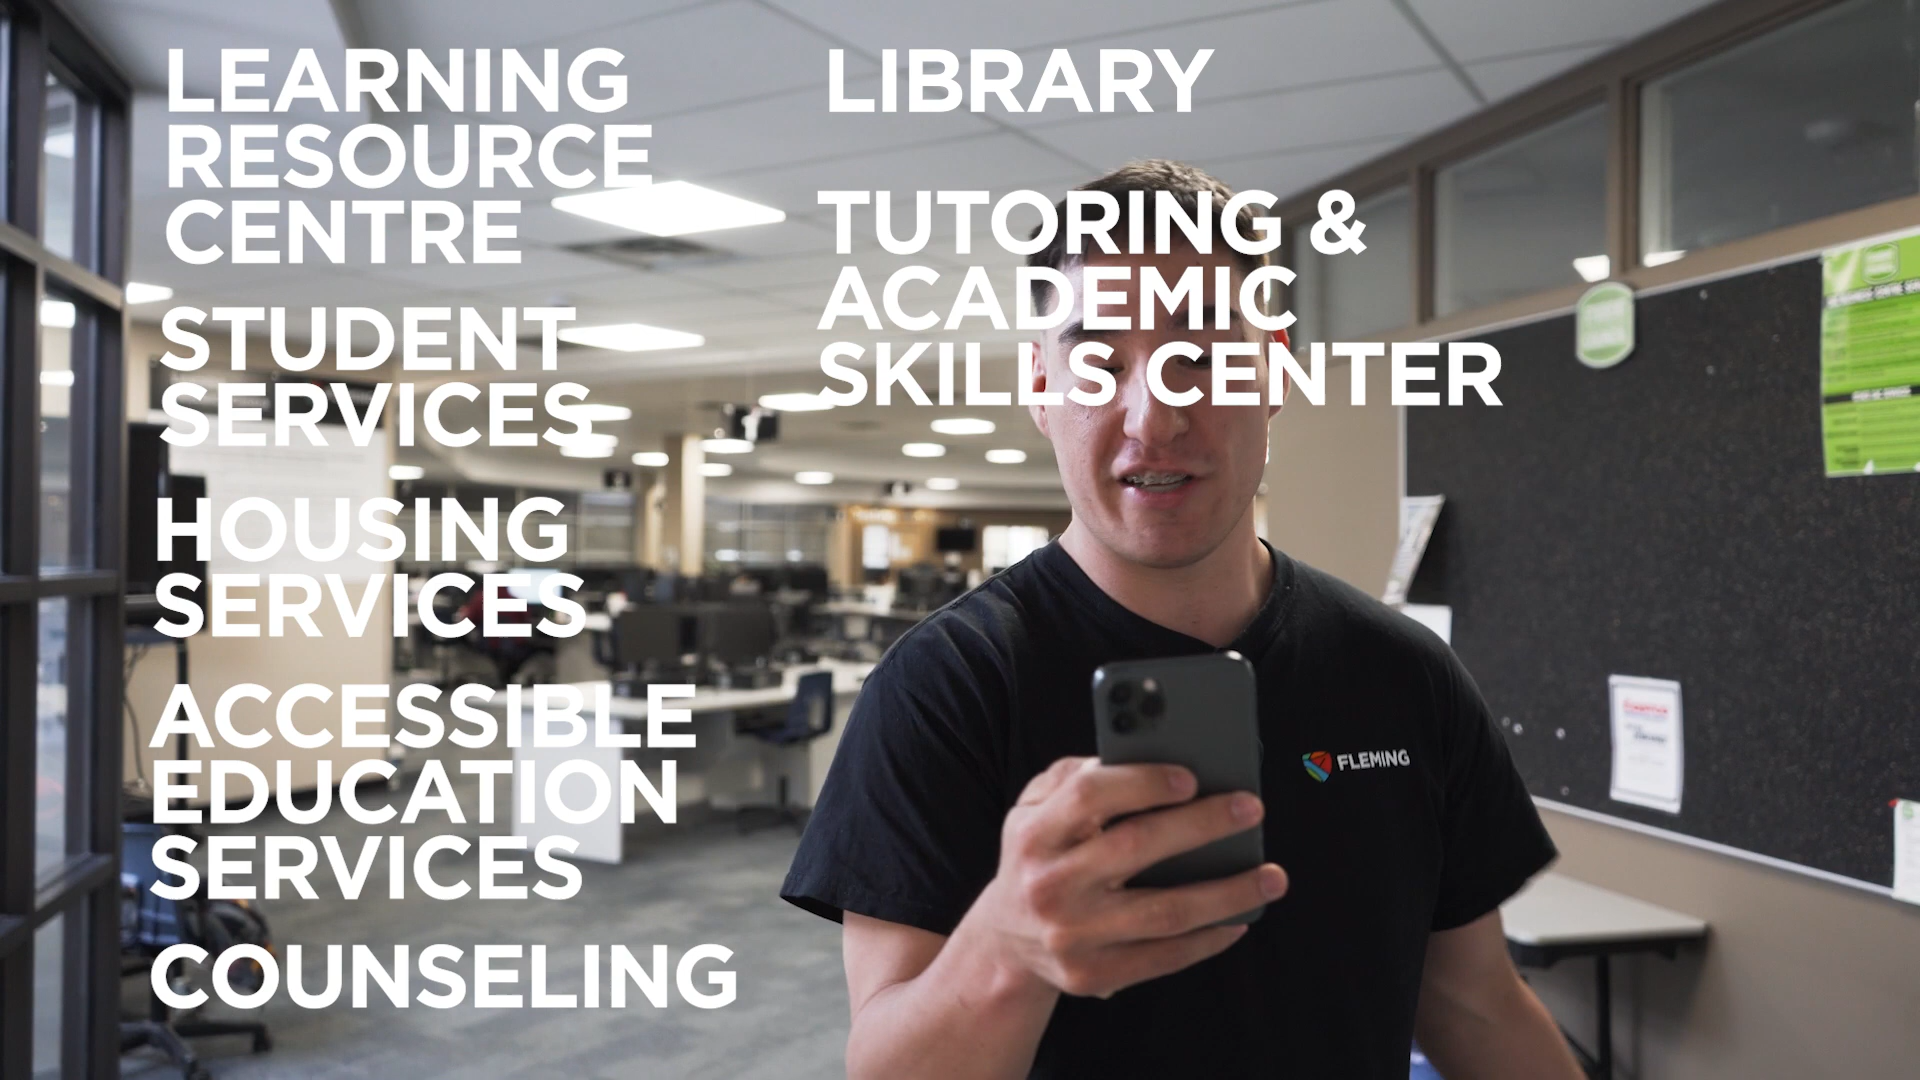 LEARNING
RESOURCE
CENTRE
STUDENT
SERVICES
HOUSING
SERVICES
ACCESSIBLE
EDUCATION
SERVICES
COUNSELING
LIBRARY
TUTORING &
ACADEMIC
SKILLS CENTER
FLEMING